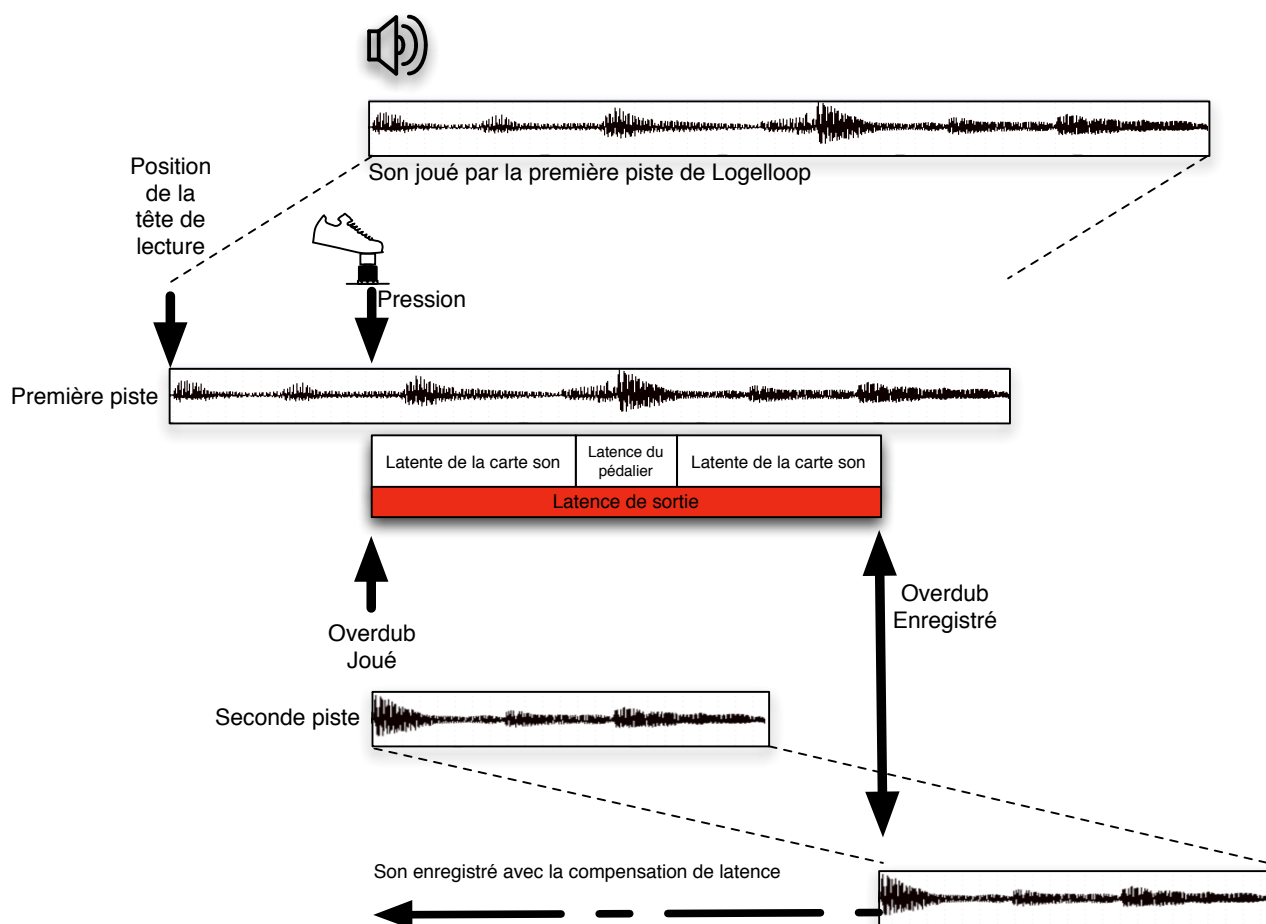 Son joué par la première piste de Logelloop
Position
de la
tête de
lecture
Pression
Première piste
Latente de la carte son
Latence du
pédalier
Latente de la carte son
Latence de sortie
Overdub
Joué
Overdub
Enregistré
Seconde piste
Son enregistré avec la compensation de latence